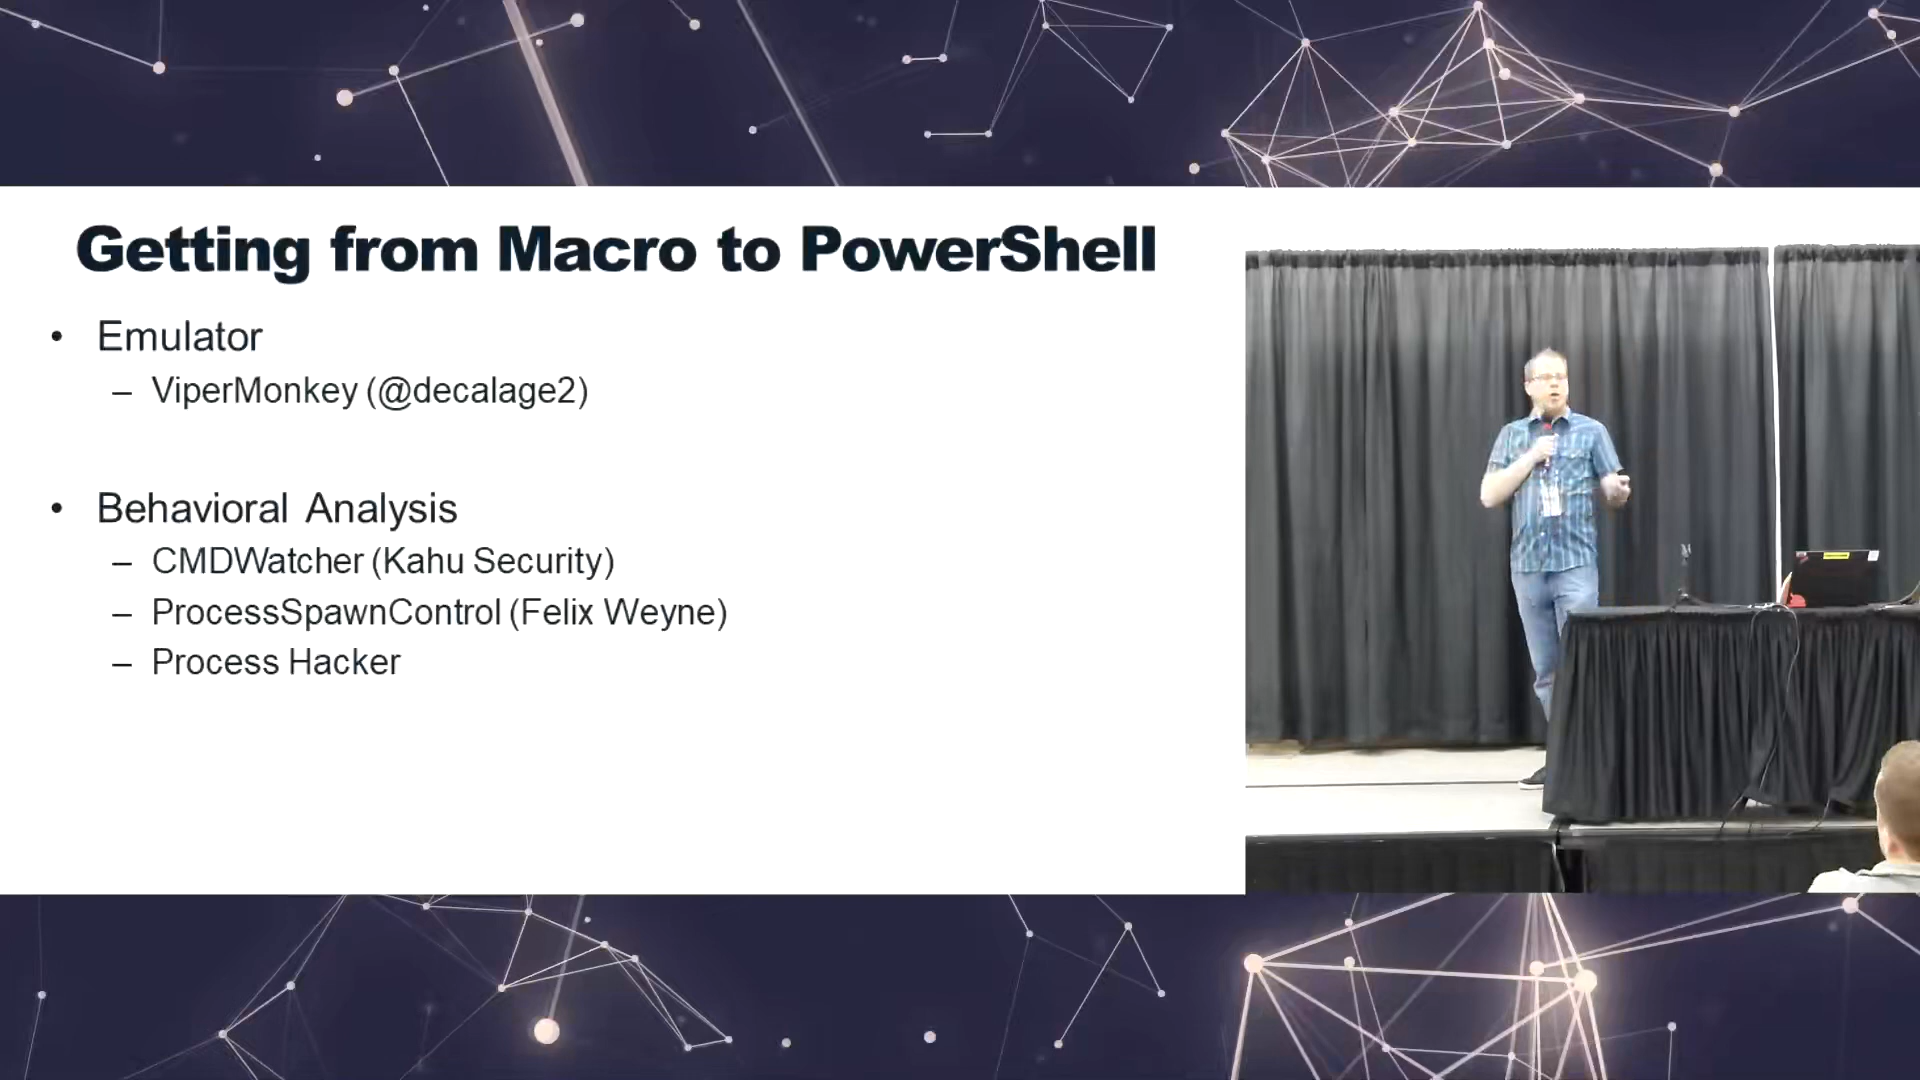 Getting from Macro to PowerShell
• Emulator
– ViperMonkey (@decalage2)
• Behavioral Analysis
– CMDWatcher (Kahu Security)
– ProcessSpawnControl (Felix Weyne)
– Process Hacker